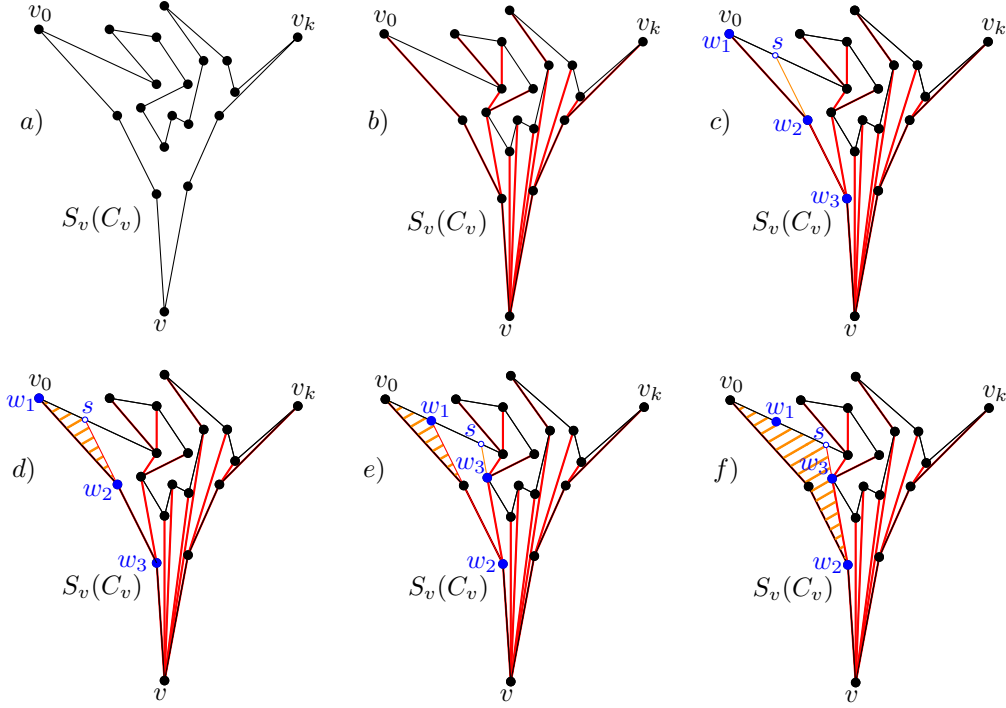 v0 vk
a)
Sv(Cv)
v
v0 vk
b)
Sv(Cv)
v
v0 vk
w1 s
c) w2
w3
Sv(Cv)
v
v0 vk
w1 s
d) w2
w3
Sv(Cv)
v
v0 vk
w1
s
e) w3
w2
Sv(Cv)
v
v0 vk
w1
s
f) w3
w2
Sv(Cv)
v